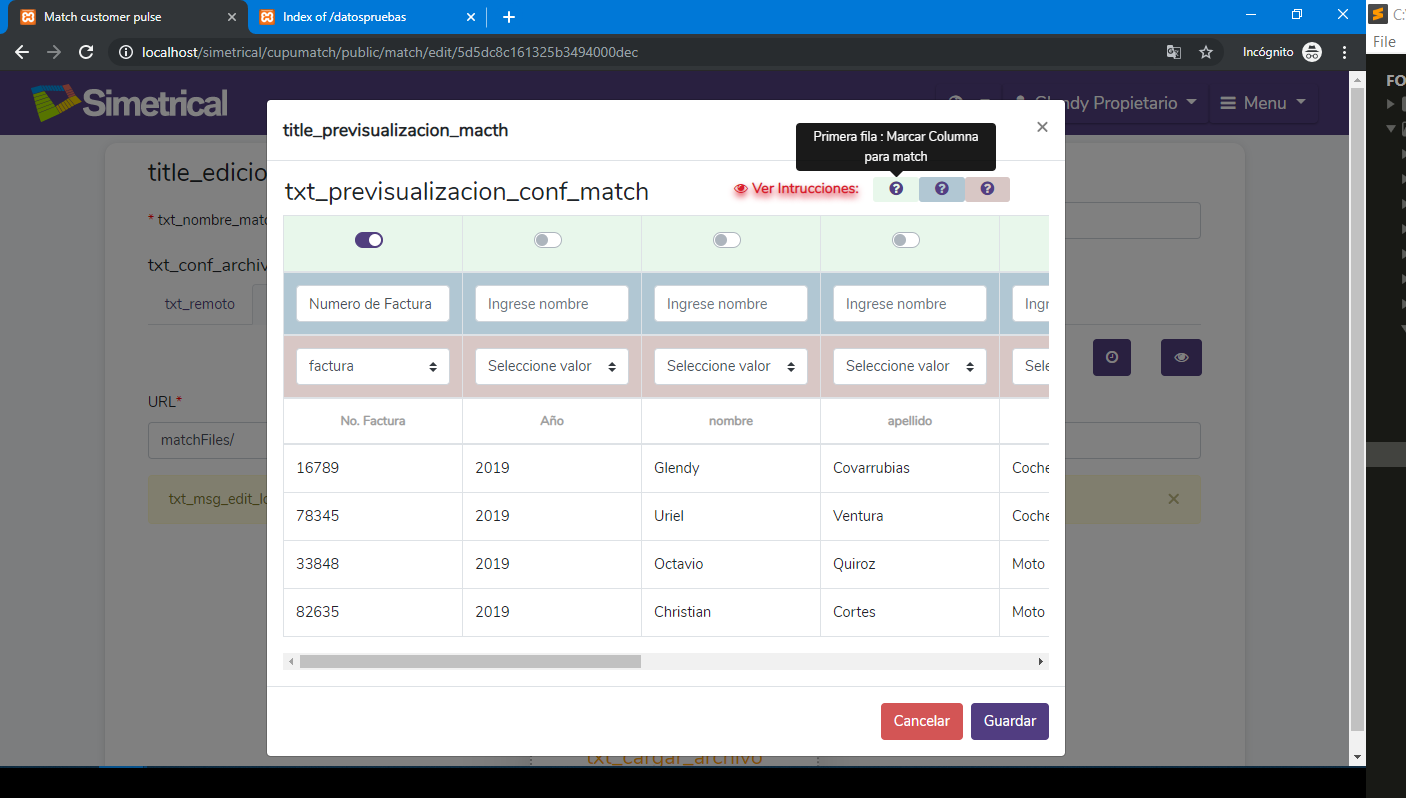 Match customer pulse
Index of /datospruebas
localhost/simetrical/cupumatch/public/match/edit/5d5dc8c161325b3494000dec
Incógnito
File
Simetrical
Propietario
Menu
title_previsualizacion_macth
Primera fila : Marcar Columna
para match
title_edicio
txt_previsualizacion_conf_match
Ver Intrucciones:
* txt_nombre_mat
txt_conf_archiv
txt_remoto
Numero de Factura
Ingrese nombre
Ingrese nombre
Ingrese nombre
Ingr
factura
Seleccione valor
Seleccione valor
Seleccione valor
Sele
URL*
No. Factura
Año
nombre
apellido
matchFiles/
16789
2019
Glendy
Covarrubias
Coche
txt_msg_edit_lo
78345
2019
Uriel
Ventura
Coche
33848
2019
Octavio
Quiroz
Moto
82635
2019
Christian
Cortes
Moto
Cancelar
Guardar
txt_cargar_archivo